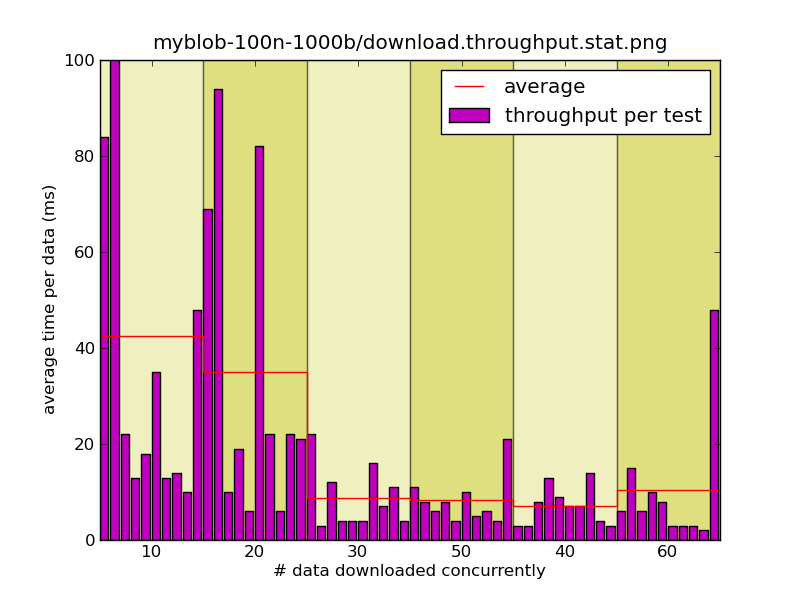 myblob-100n-1000b/download.throughput.stat.png
average
throughput per test
average time per data (ms)
100
80
60
40
20
0
10 20 30 50 40 60
# data downloaded concurrently